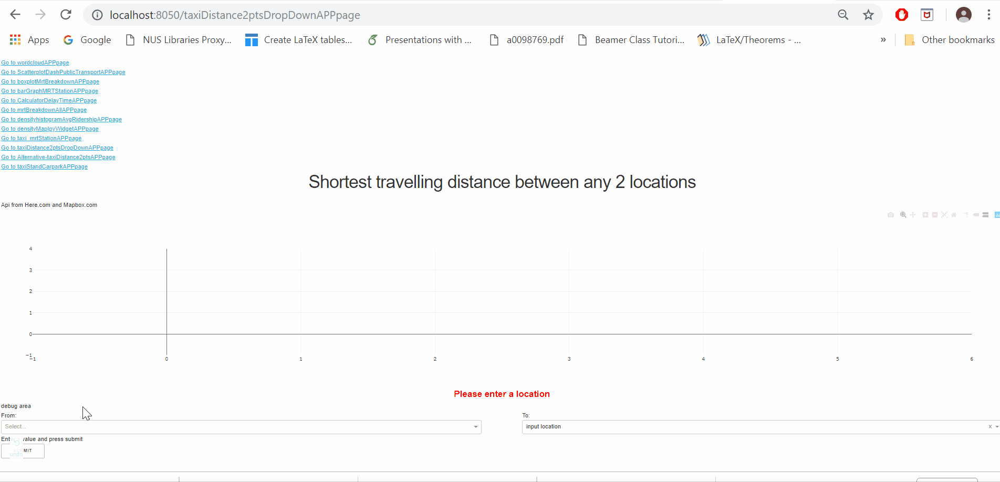 localhost:8050/taxiDistance2ptsDropDownAPPpage
Apps Google NUS Libraries Proxy... Create LaTeX tables... Presentations with ... a0098769.pdf Beamer Class Tutori... LaTeX/Theorems - ... » Other bookmarks
Go to wordcloudAPPpage
Go to ScatterplotDashPublicTransportAPPpage
Go to boxplotMrtBreakdownAPPpage
Go to barGraphMRTStationAPPpage
Go to CalculatorDelayTimeAPPpage
Go to mrtBreakdownAllAPPpage
Go to densityhistogramAvgRidershipAPPpage
Go to densityMapIpyWidgetAPPpage
Go to taxi_mrtStationAPPpage
Go to taxiDistance2ptsDropDownAPPpage
Go to Alternative-taxiDistance2ptsAPPpage
Go to taxiStandCarparkAPPpage
Shortest travelling distance between any 2 locations
Api from Here.com and Mapbox.com
4
3
2
1
0
−1
−1 0 1 2 3 4 5 6
Please enter a location
debug area
From: To:
Select... input location
value and press submit
undo